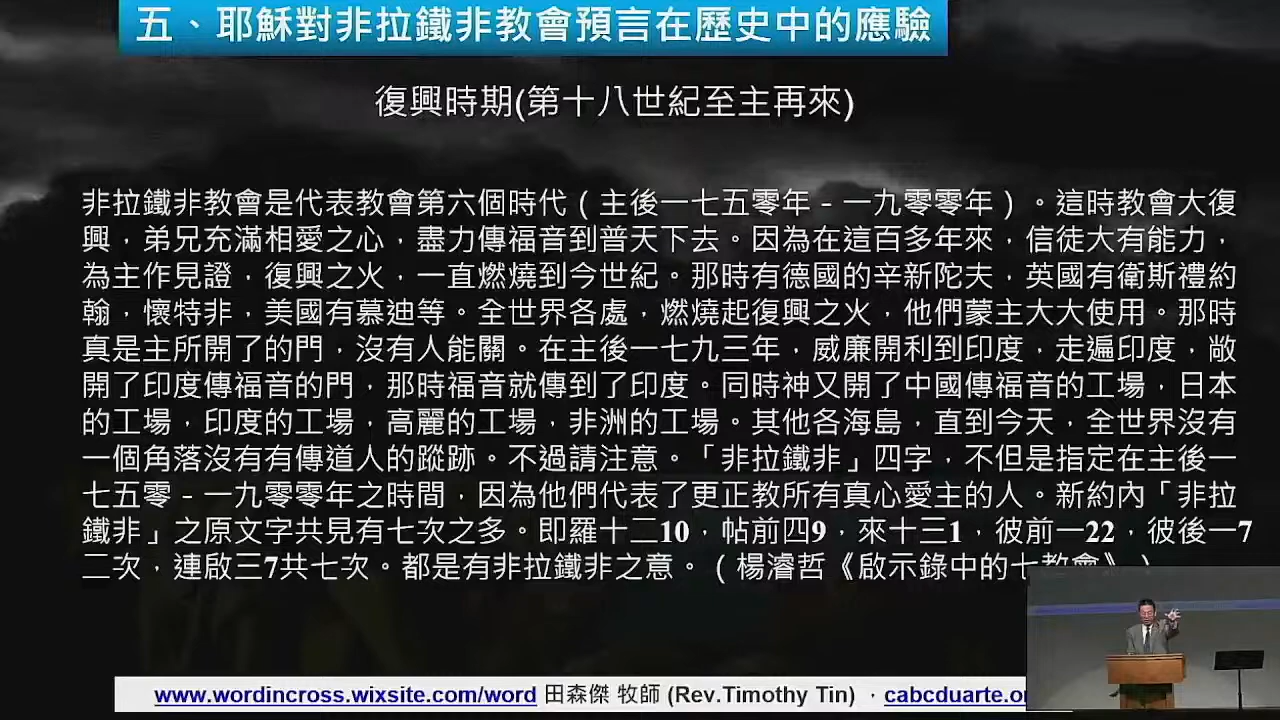 五、耶穌對非拉鐵非教會預言在歷史中的應驗
復興時期(第十八世紀至主再來)
非拉鐵非教會是代表教會第六個時代（主後一七五零年－一九零零年）。這時教會大復
興，弟兄充滿相愛之心，盡力傳福音到普天下去。因為在這百多年來，信徒大有能力，
為主作見證，復興之火，一直燃燒到今世紀。那時有德國的辛新陀夫，英國有衛斯禮約
翰，懷特非，美國有慕迪等。全世界各處，燃燒起復興之火，他們蒙主大大使用。那時
真是主所開了的門，沒有人能關。在主後一七九三年，威廉開利到印度，走遍印度，敞
開了印度傳福音的門，那時福音就傳到了印度。同時神又開了中國傳福音的工場，日本
的工場，印度的工場，高麗的工場，非洲的工場。其他各海島，直到今天，全世界沒有
一個角落沒有有傳道人的蹤跡。不過請注意。「非拉鐵非」四字，不但是指定在主後一
七五零－一九零零年之時間，因為他們代表了更正教所有真心愛主的人。新約內「非拉
鐵非」之原文字共見有七次之多。即羅十二10，帖前四9，來十三1，彼前一22，彼後一7
二次，連啟三7共七次。都是有非拉鐵非之意。（楊濬哲《啟示錄中的七教會》）
www.wordincross.wixsite.com/word 田森傑 牧師 (Rev.Timothy Tin) ，cabcduarte.or